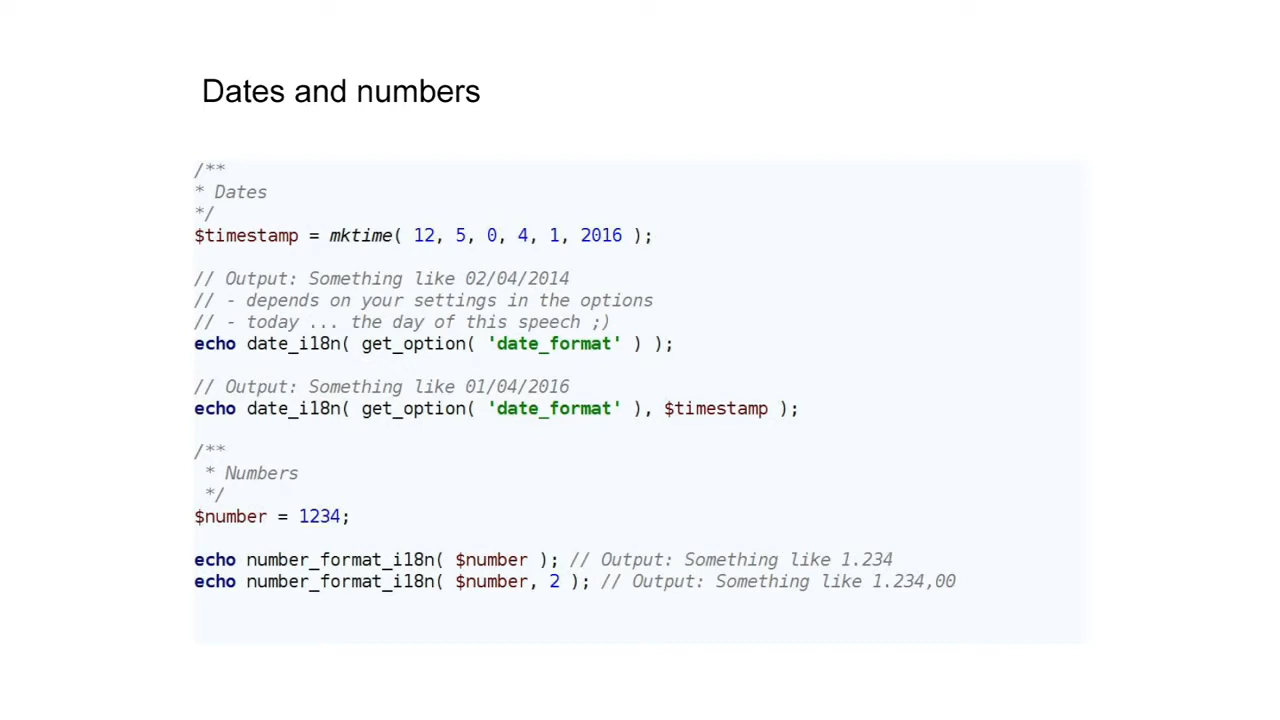 Dates and numbers
/**
* Dates
*/
$timestamp = mktime( 12, 5, 0, 4, 1, 2016 );
// Output: Something like 02/04/2014
// - depends on your settings in the options
// - today ... the day of this speech ;)
echo date_i18n( get_option( 'date_format' ) );
// Output: Something like 01/04/2016
echo date_i18n( get_option( 'date_format' ), $timestamp );
/**
 * Numbers
 */
$number = 1234;
echo number_format_i18n( $number ); // Output: Something like 1.234
echo number_format_i18n( $number, 2 ); // Output: Something like 1.234,00